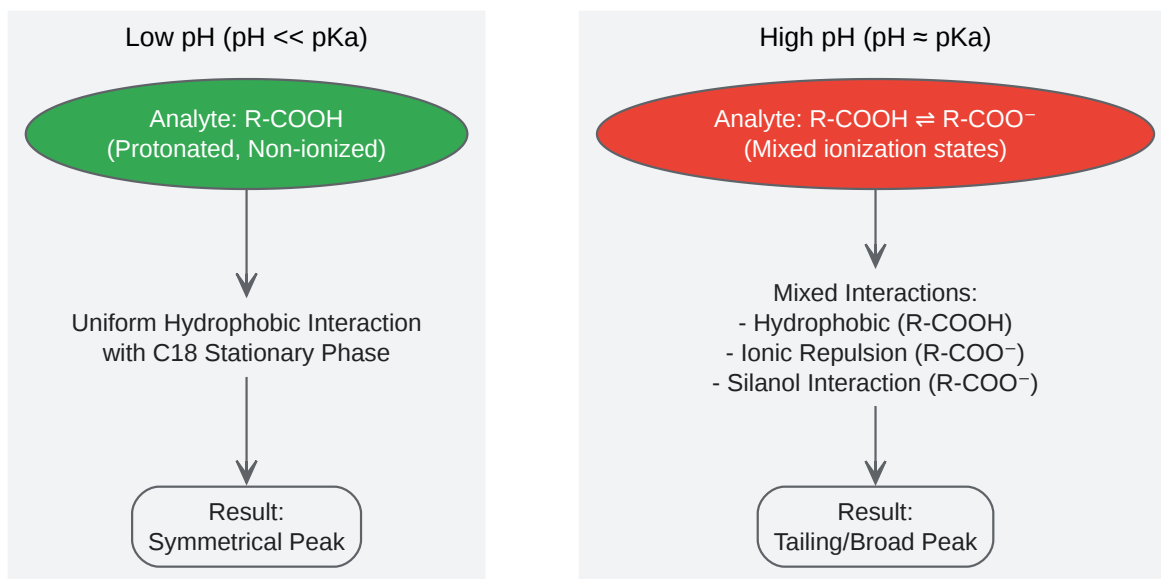 Low pH (pH << pKa)
Analyte: R-COOH
(Protonated, Non-ionized)
Uniform Hydrophobic Interaction
with C18 Stationary Phase
Result:
Symmetrical Peak
High pH (pH ≈ pKa)
Analyte: R-COOH ⇌ R-COO⁻
(Mixed ionization states)
Mixed Interactions:
- Hydrophobic (R-COOH)
- Ionic Repulsion (R-COO⁻)
- Silanol Interaction (R-COO⁻)
Result:
Tailing/Broad Peak